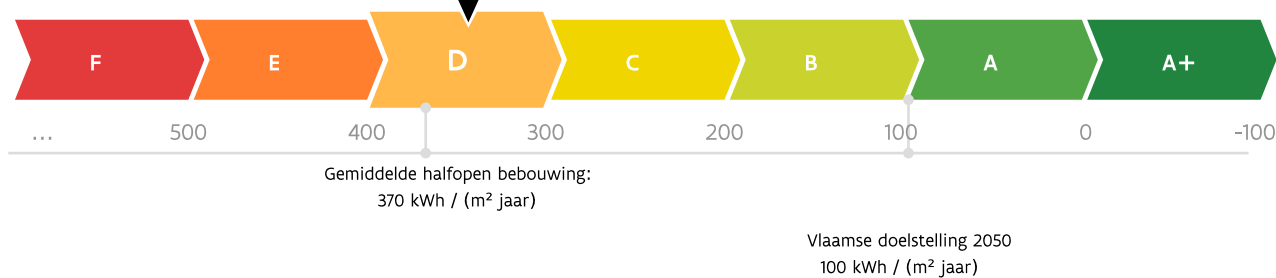 F E D C B A A+
... 500 400 300 200 100 0 -100
Gemiddelde halfopen bebouwing:
370 kWh / (m² jaar)
Vlaamse doelstelling 2050
100 kWh / (m² jaar)